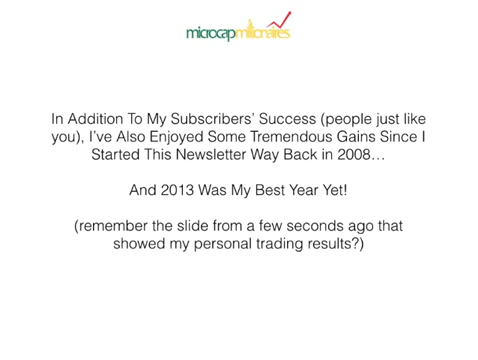 microcapmillionaires
In Addition To My Subscribers' Success (people just like
you), I've Also Enjoyed Some Tremendous Gains Since I
Started This Newsletter Way Back in 2008…
And 2013 Was My Best Year Yet!
(remember the slide from a few seconds ago that
showed my personal trading results?)